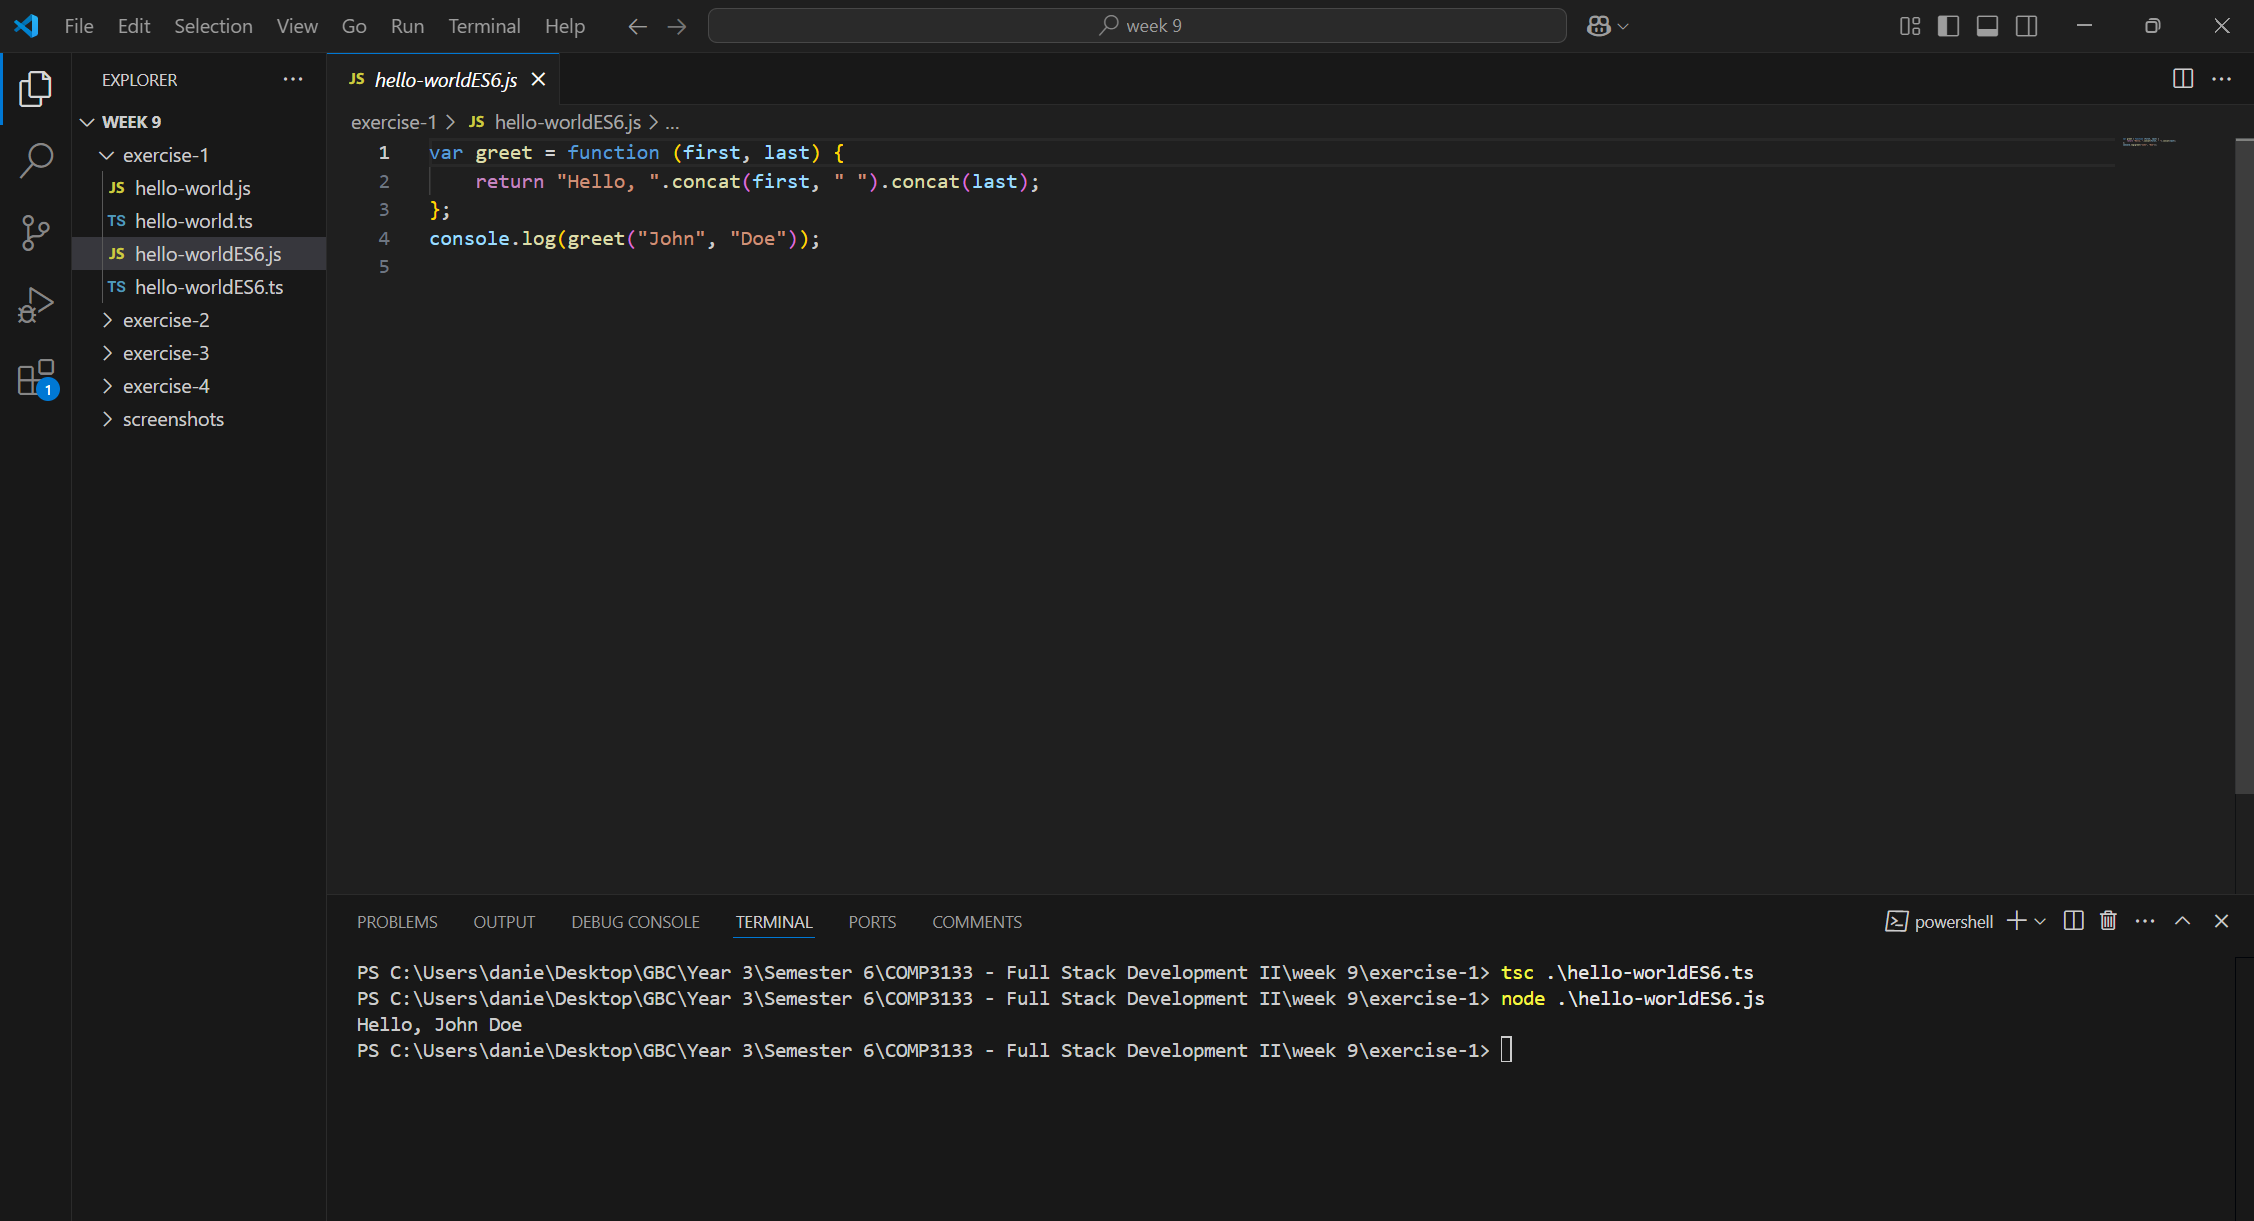 File Edit Selection View Go Run Terminal Help
week 9
EXPLORER
WEEK 9
exercise-1
JS hello-world.js
TS hello-world.ts
JS hello-worldES6.js
TS hello-worldES6.ts
exercise-2
exercise-3
exercise-4
screenshots
1
JS hello-worldES6.js
exercise-1 > JS hello-worldES6.js > ...
1 var greet = function (first, last) {
2     return "Hello, ".concat(first, " ").concat(last);
3 };
4 console.log(greet("John", "Doe"));
5
PROBLEMS OUTPUT DEBUG CONSOLE TERMINAL PORTS COMMENTS
powershell
PS C:\Users\danie\Desktop\GBC\Year 3\Semester 6\COMP3133 - Full Stack Development II\week 9\exercise-1> tsc .\hello-worldES6.ts
PS C:\Users\danie\Desktop\GBC\Year 3\Semester 6\COMP3133 - Full Stack Development II\week 9\exercise-1> node .\hello-worldES6.js
Hello, John Doe
PS C:\Users\danie\Desktop\GBC\Year 3\Semester 6\COMP3133 - Full Stack Development II\week 9\exercise-1>